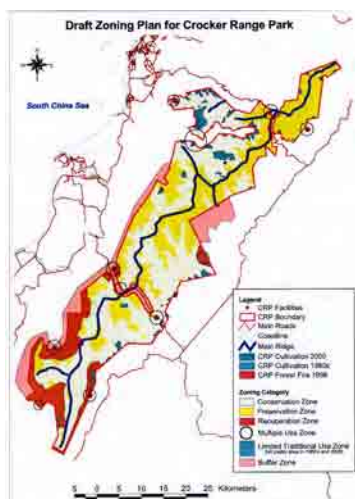 Draft Zoning Plan for Crocker Range Park
South China Sea
Legend
CRP Facilities
CRP Boundary
Main Roads
Coastline
Main Ridge
CRP Cultivation 2000
CRP Cultivation 1980s
CRP Forest Fire 1998
Zoning Category
Conservation Zone
Preservation Zone
Recuperation Zone
Multiple Use Zone
Limited Traditional Use Zone
Buffer Zone
5 0 5 10 15 20 25 Kilometers